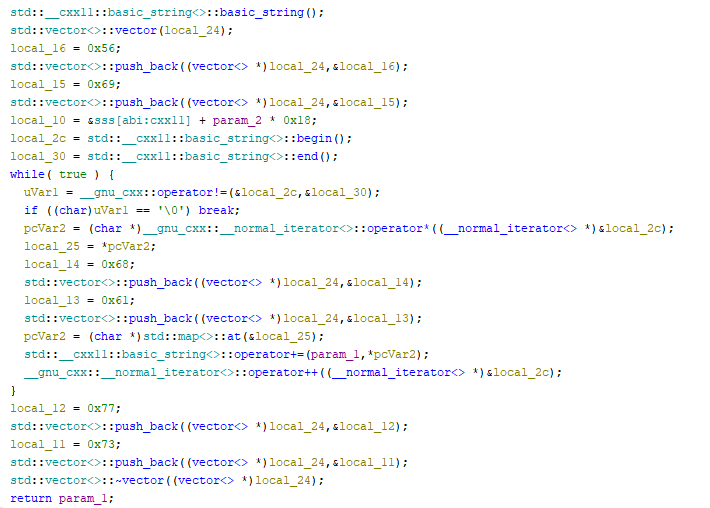 std::__cxx11::basic_string<>::basic_string();
std::vector<>::vector(local_24);
local_16 = 0x56;
std::vector<>::push_back((vector<> *)local_24,&local_16);
local_15 = 0x69;
std::vector<>::push_back((vector<> *)local_24,&local_15);
local_10 = &sss[abi:cxx11] + param_2 * 0x18;
local_2c = std::__cxx11::basic_string<>::begin();
local_30 = std::__cxx11::basic_string<>::end();
while( true ) {
uVar1 = __gnu_cxx::operator!=(&local_2c,&local_30);
if ((char)uVar1 == '\0') break;
pcVar2 = (char *)__gnu_cxx::__normal_iterator<>::operator*((__normal_iterator<> *)&local_2c);
local_25 = *pcVar2;
local_14 = 0x68;
std::vector<>::push_back((vector<> *)local_24,&local_14);
local_13 = 0x61;
std::vector<>::push_back((vector<> *)local_24,&local_13);
pcVar2 = (char *)std::map<>::at(&local_25);
std::__cxx11::basic_string<>::operator+=(param_1,*pcVar2);
__gnu_cxx::__normal_iterator<>::operator++((__normal_iterator<> *)&local_2c);
}
local_12 = 0x77;
std::vector<>::push_back((vector<> *)local_24,&local_12);
local_11 = 0x73;
std::vector<>::push_back((vector<> *)local_24,&local_11);
std::vector<>::~vector((vector<> *)local_24);
return param_1;